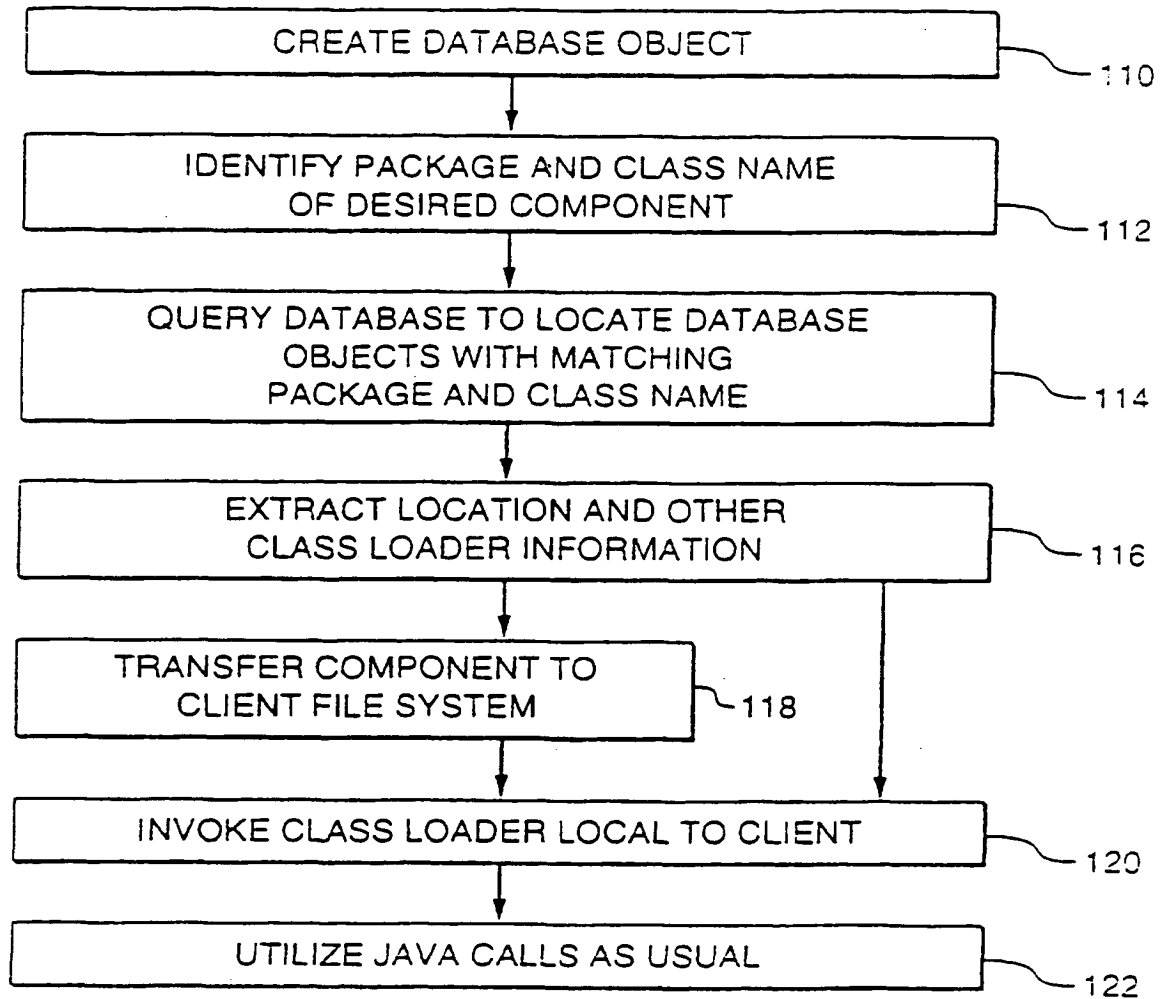 CREATE DATABASE OBJECT
110
IDENTIFY PACKAGE AND CLASS NAME
OF DESIRED COMPONENT
112
QUERY DATABASE TO LOCATE DATABASE
OBJECTS WITH MATCHING
PACKAGE AND CLASS NAME
114
EXTRACT LOCATION AND OTHER
CLASS LOADER INFORMATION
116
TRANSFER COMPONENT TO
CLIENT FILE SYSTEM
118
INVOKE CLASS LOADER LOCAL TO CLIENT
120
UTILIZE JAVA CALLS AS USUAL
122